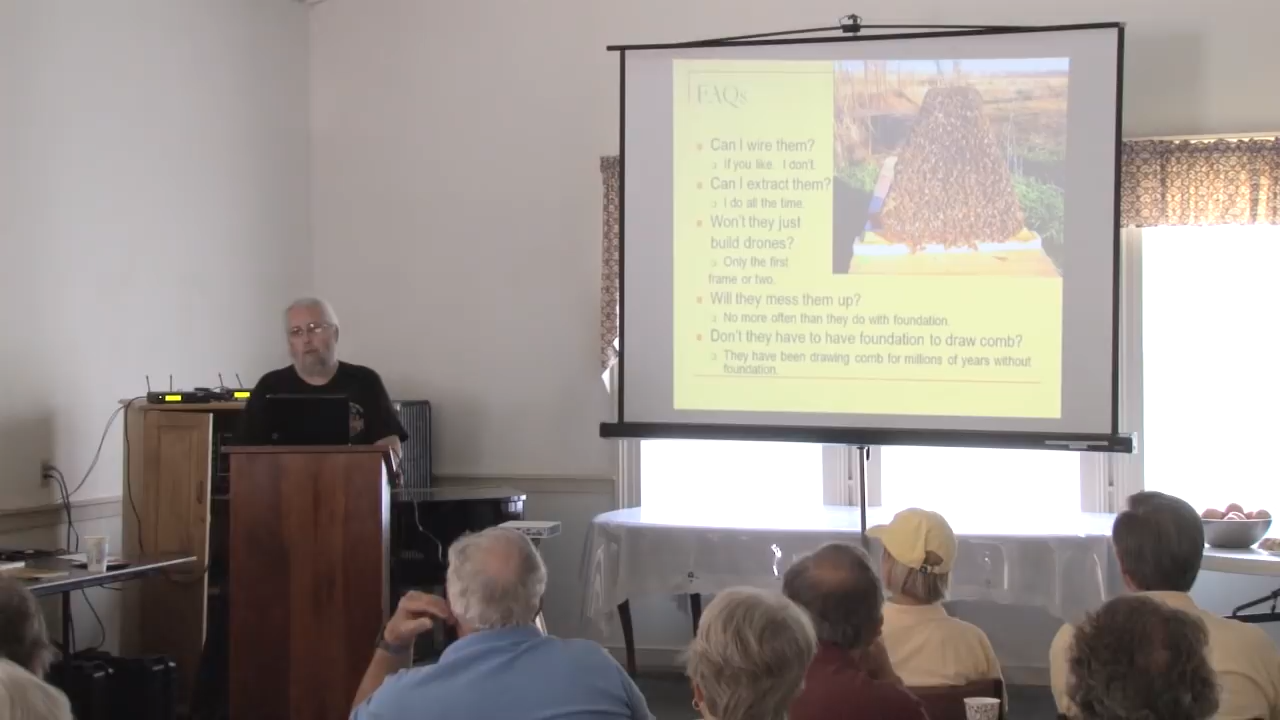 FAQs
Can I wire them?
If you like. I don't.
Can I extract them?
I do all the time.
Won't they just
build drones?
Only the first
frame or two.
Will they mess them up?
No more often than they do with foundation.
Don't they have to have foundation to draw comb?
They have been drawing comb for millions of years without
foundation.